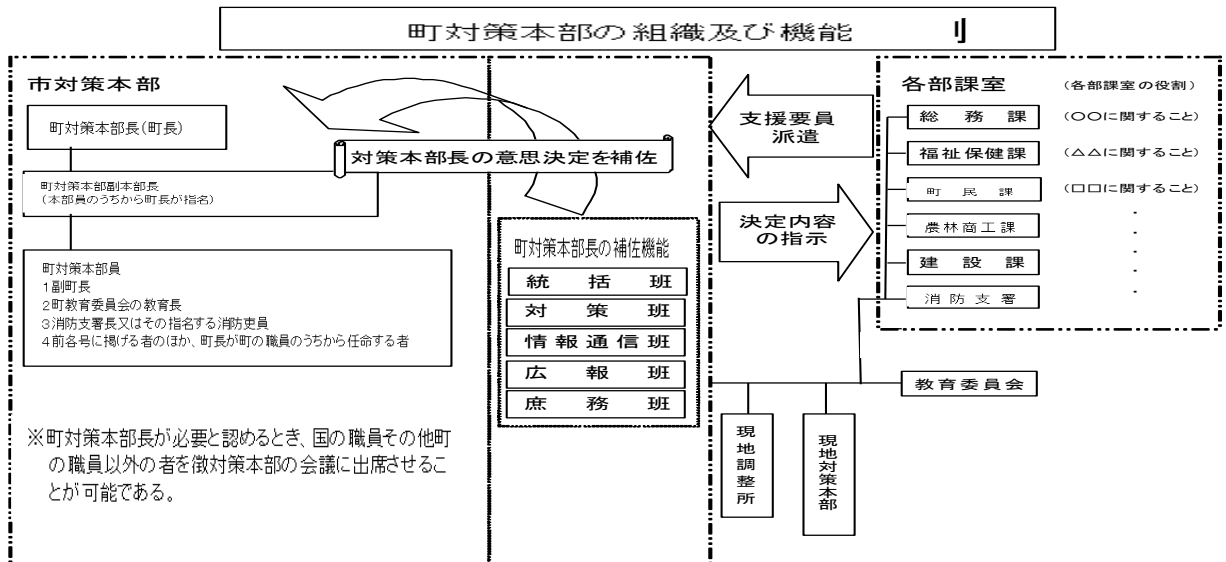 町対策本部の組織及び機能
市対策本部
町対策本部長(町長)
対策本部長の意思決定を補佐
町対策本部副本部長
(本部員のうちから町長が指名)
町対策本部員
1副町長
2町教育委員会の教育長
3消防支署長又はその指名する消防吏員
4前各号に掲げる者のほか、町長が町の職員のうちから任命する者
※町対策本部長が必要と認めるとき、国の職員その他町
の職員以外の者を徴対策本部の会議に出席させるこ
とが可能である。
町対策本部長の補佐機能
統括班
対策班
情報通信班
広報班
庶務班
支援要員
派遣
決定内容
の指示
各部課室 (各部課室の役割)
総務課 (〇〇に関すること)
福祉保健課 (△△に関すること)
町民課 (□□に関すること)
農林商工課
建設課
消防支署
教育委員会
現地調整所
現地対策本部